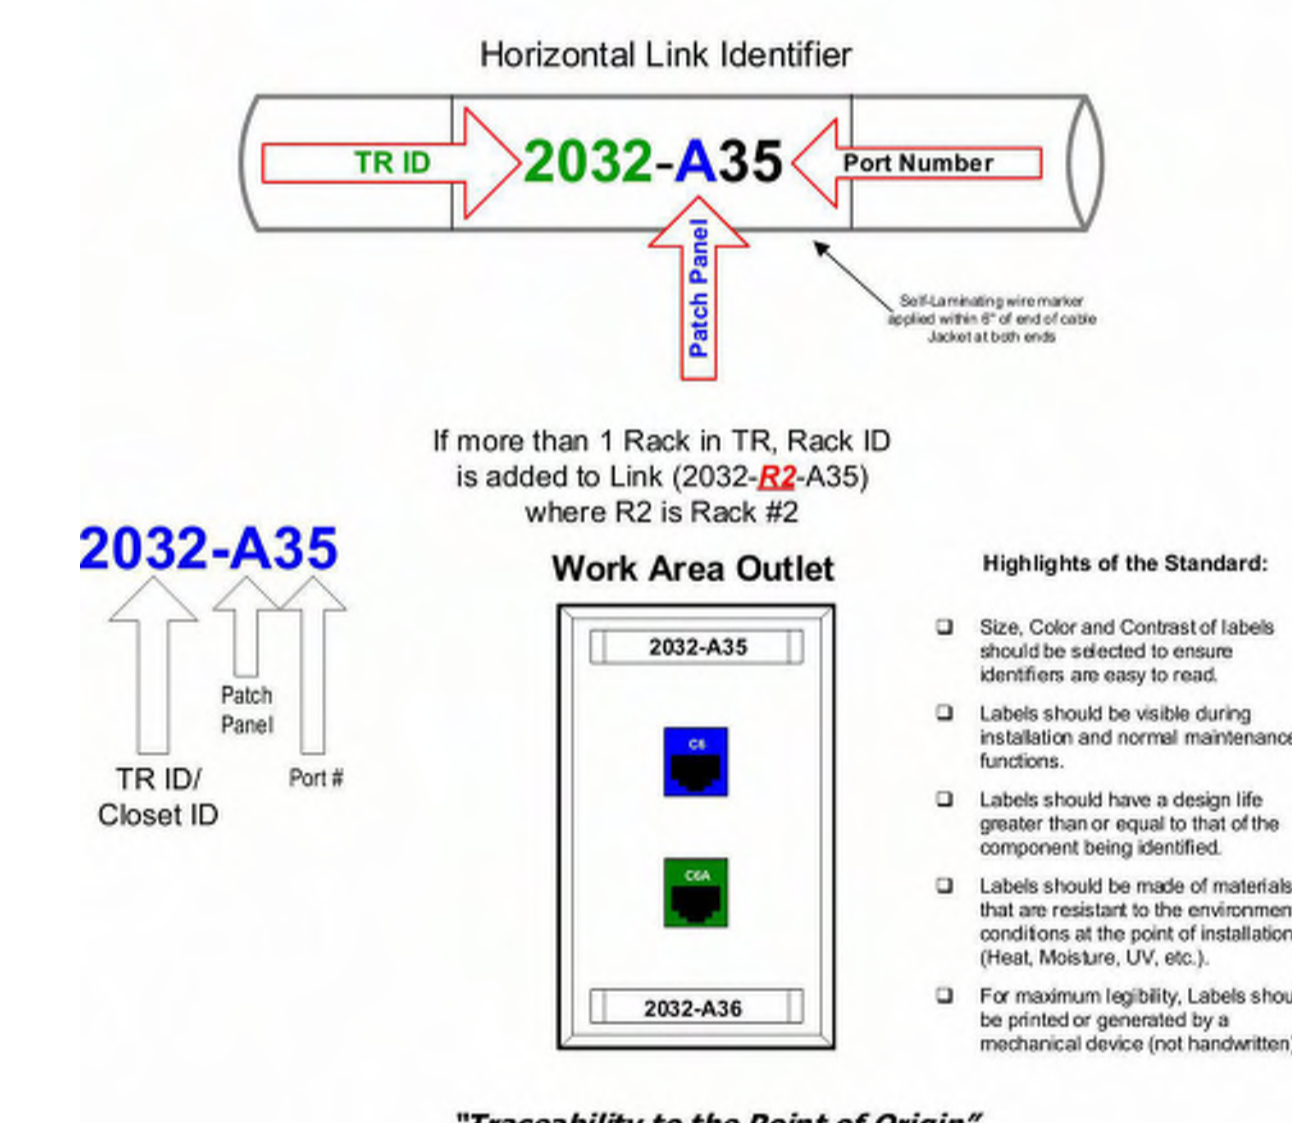 Horizontal Link Identifier
TR ID
2032-A35
Port Number
Patch Panel
Self-Laminating wire marker
applied within 6" of end of cable
Jacket at both ends
If more than 1 Rack in TR, Rack ID
is added to Link (2032-R2-A35)
where R2 is Rack #2
2032-A35
Patch
Panel
TR ID/
Closet ID
Port #
Work Area Outlet
2032-A35
C6
C6A
2032-A36
Highlights of the Standard:
❑ Size, Color and Contrast of labels
should be selected to ensure
identifiers are easy to read.
❑ Labels should be visible during
installation and normal maintenance
functions.
❑ Labels should have a design life
greater than or equal to that of the
component being identified.
❑ Labels should be made of materials
that are resistant to the environmen
conditions at the point of installation
(Heat, Moisture, UV, etc.).
❑ For maximum legibility, Labels shou
be printed or generated by a
mechanical device (not handwritten)
"Traceability to the Point of Origin"